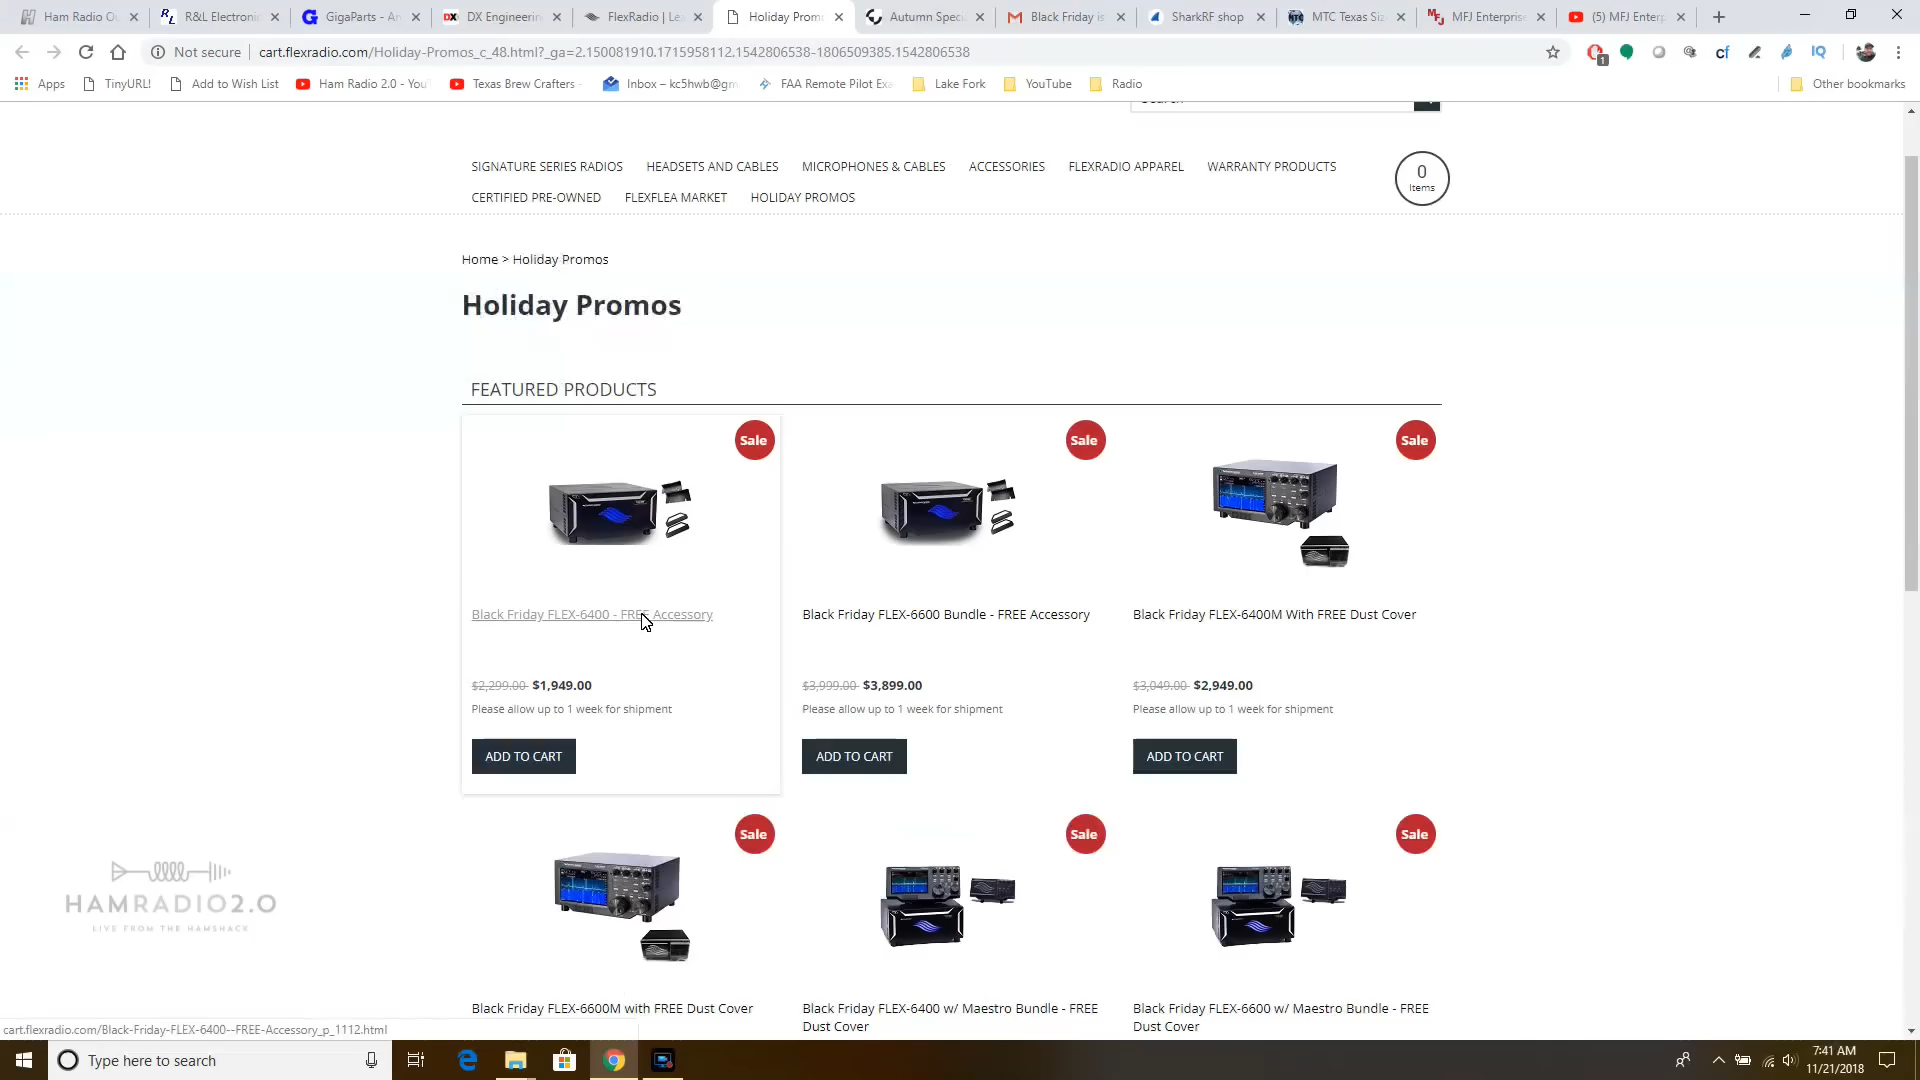 Ham Radio Ou
R&L Electronic
GigaParts - An
DX Engineerin
FlexRadio | Le
Holiday Prom
Autumn Speci
Black Friday is
SharkRF shop
MTC Texas Siz
MFJ Enterprise
(5) MFJ Enterp
Not secure
cart.flexradio.com/Holiday-Promos_c_48.html?_ga=2.150081910.1715958112.1542806538-1806509385.1542806538
Apps
TinyURL!
Add to Wish List
Ham Radio 2.0 - You
Texas Brew Crafters -
Inbox – kc5hwb@gm
FAA Remote Pilot Exa
Lake Fork
YouTube
Radio
Other bookmarks
SIGNATURE SERIES RADIOS
HEADSETS AND CABLES
MICROPHONES & CABLES
ACCESSORIES
FLEXRADIO APPAREL
WARRANTY PRODUCTS
0
Items
CERTIFIED PRE-OWNED
FLEXFLEA MARKET
HOLIDAY PROMOS
Home > Holiday Promos
Holiday Promos
FEATURED PRODUCTS
Sale
Sale
Sale
Black Friday FLEX-6400 - FREE Accessory
Black Friday FLEX-6600 Bundle - FREE Accessory
Black Friday FLEX-6400M With FREE Dust Cover
$2,299.00 $1,949.00
$3,999.00 $3,899.00
$3,049.00 $2,949.00
Please allow up to 1 week for shipment
Please allow up to 1 week for shipment
Please allow up to 1 week for shipment
ADD TO CART
ADD TO CART
ADD TO CART
Sale
Sale
Sale
HAMRADIO2.0
LIVE FROM THE HAMSHACK
Black Friday FLEX-6600M with FREE Dust Cover
Black Friday FLEX-6400 w/ Maestro Bundle - FREE
Dust Cover
Black Friday FLEX-6600 w/ Maestro Bundle - FREE
Dust Cover
cart.flexradio.com/Black-Friday-FLEX-6400--FREE-Accessory_p_1112.html
Type here to search
7:41 AM
11/21/2018